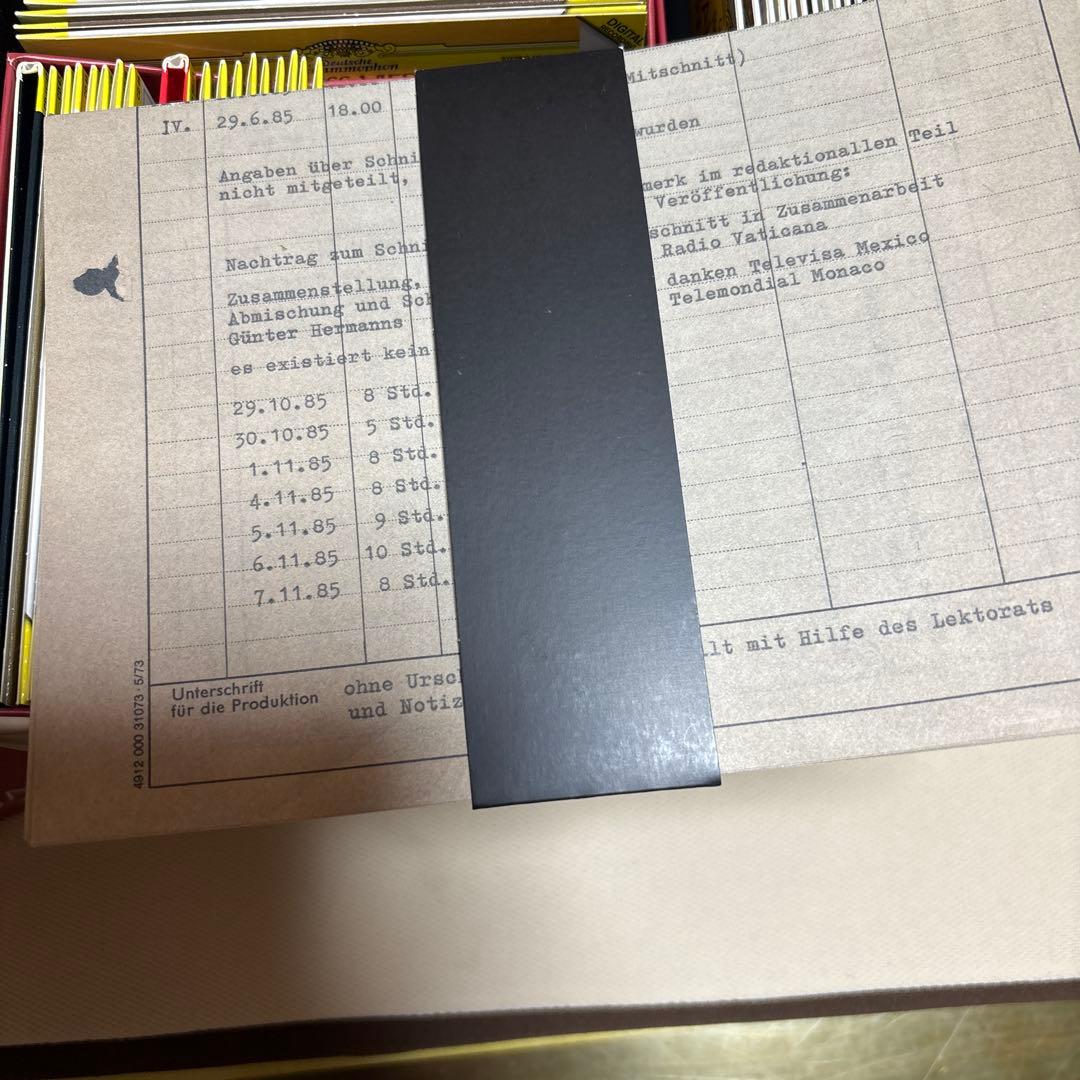 DIGITAL
Deutsche
Mitschnitt)
IV. 29.6.85 18.00
wurden
Angaben über Schni
nicht mitgeteilt,
merk im redaktionallen Teil
Veröffentlichung:
schnitt in Zusammenarbeit
Radio Vaticana
Nachtrag zum Schni
danken Televisa Mexico
Telemondial Monaco
Zusammenstellung,
Abmischung und Sch
Günter Hermanns
es existiert kein
29.10.85 8 Std.
30.10.85 5 Std.
1.11.85 8 Std.
4.11.85 8 Std.
5.11.85 9 Std.
6.11.85 10 Std.
7.11.85 8 Std.
Unterschrift
für die Produktion
ohne Ursc
und Notiz
lt mit Hilfe des Lektorats
4912 000 31073 · 5/73